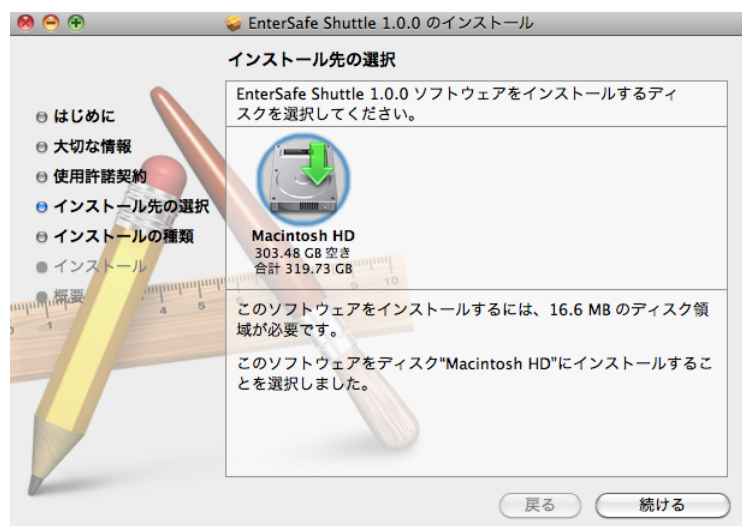 EnterSafe Shuttle 1.0.0 のインストール
インストール先の選択
はじめに
大切な情報
使用許諾契約
インストール先の選択
インストールの種類
インストール
概要
EnterSafe Shuttle 1.0.0 ソフトウェアをインストールするディ
スクを選択してください。
Macintosh HD
303.48 GB 空き
合計 319.73 GB
このソフトウェアをインストールするには、16.6 MB のディスク領
域が必要です。
このソフトウェアをディスク“Macintosh HD”にインストールするこ
とを選択しました。
1
4
5
9
10
戻る
続ける